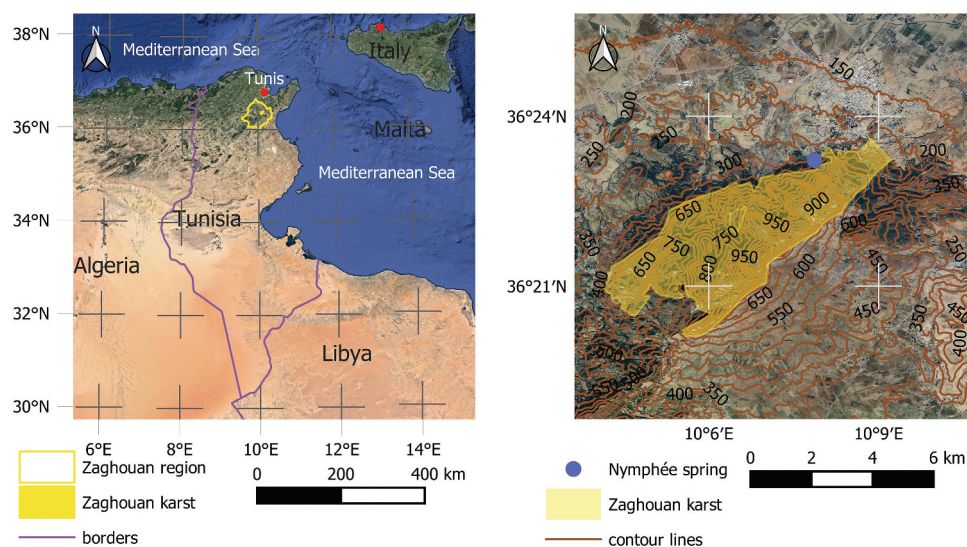 N
38°N
36°N
34°N
32°N
30°N
Mediterranean Sea
Italy
Tunis
Malta
Mediterranean Sea
Tunisia
Algeria
Libya
6°E 8°E 10°E 12°E 14°E
Zaghouan region
Zaghouan karst
borders
0 200 400 km
N
36°24'N
36°21'N
150
200
250
250
300
200
350
650
900
950
600
750
750
650
950
800
350
400
450
250
600
650
550
450
350
450
400
500
350
400
10°6'E 10°9'E
Nymphée spring
Zaghouan karst
contour lines
0 2 4 6 km